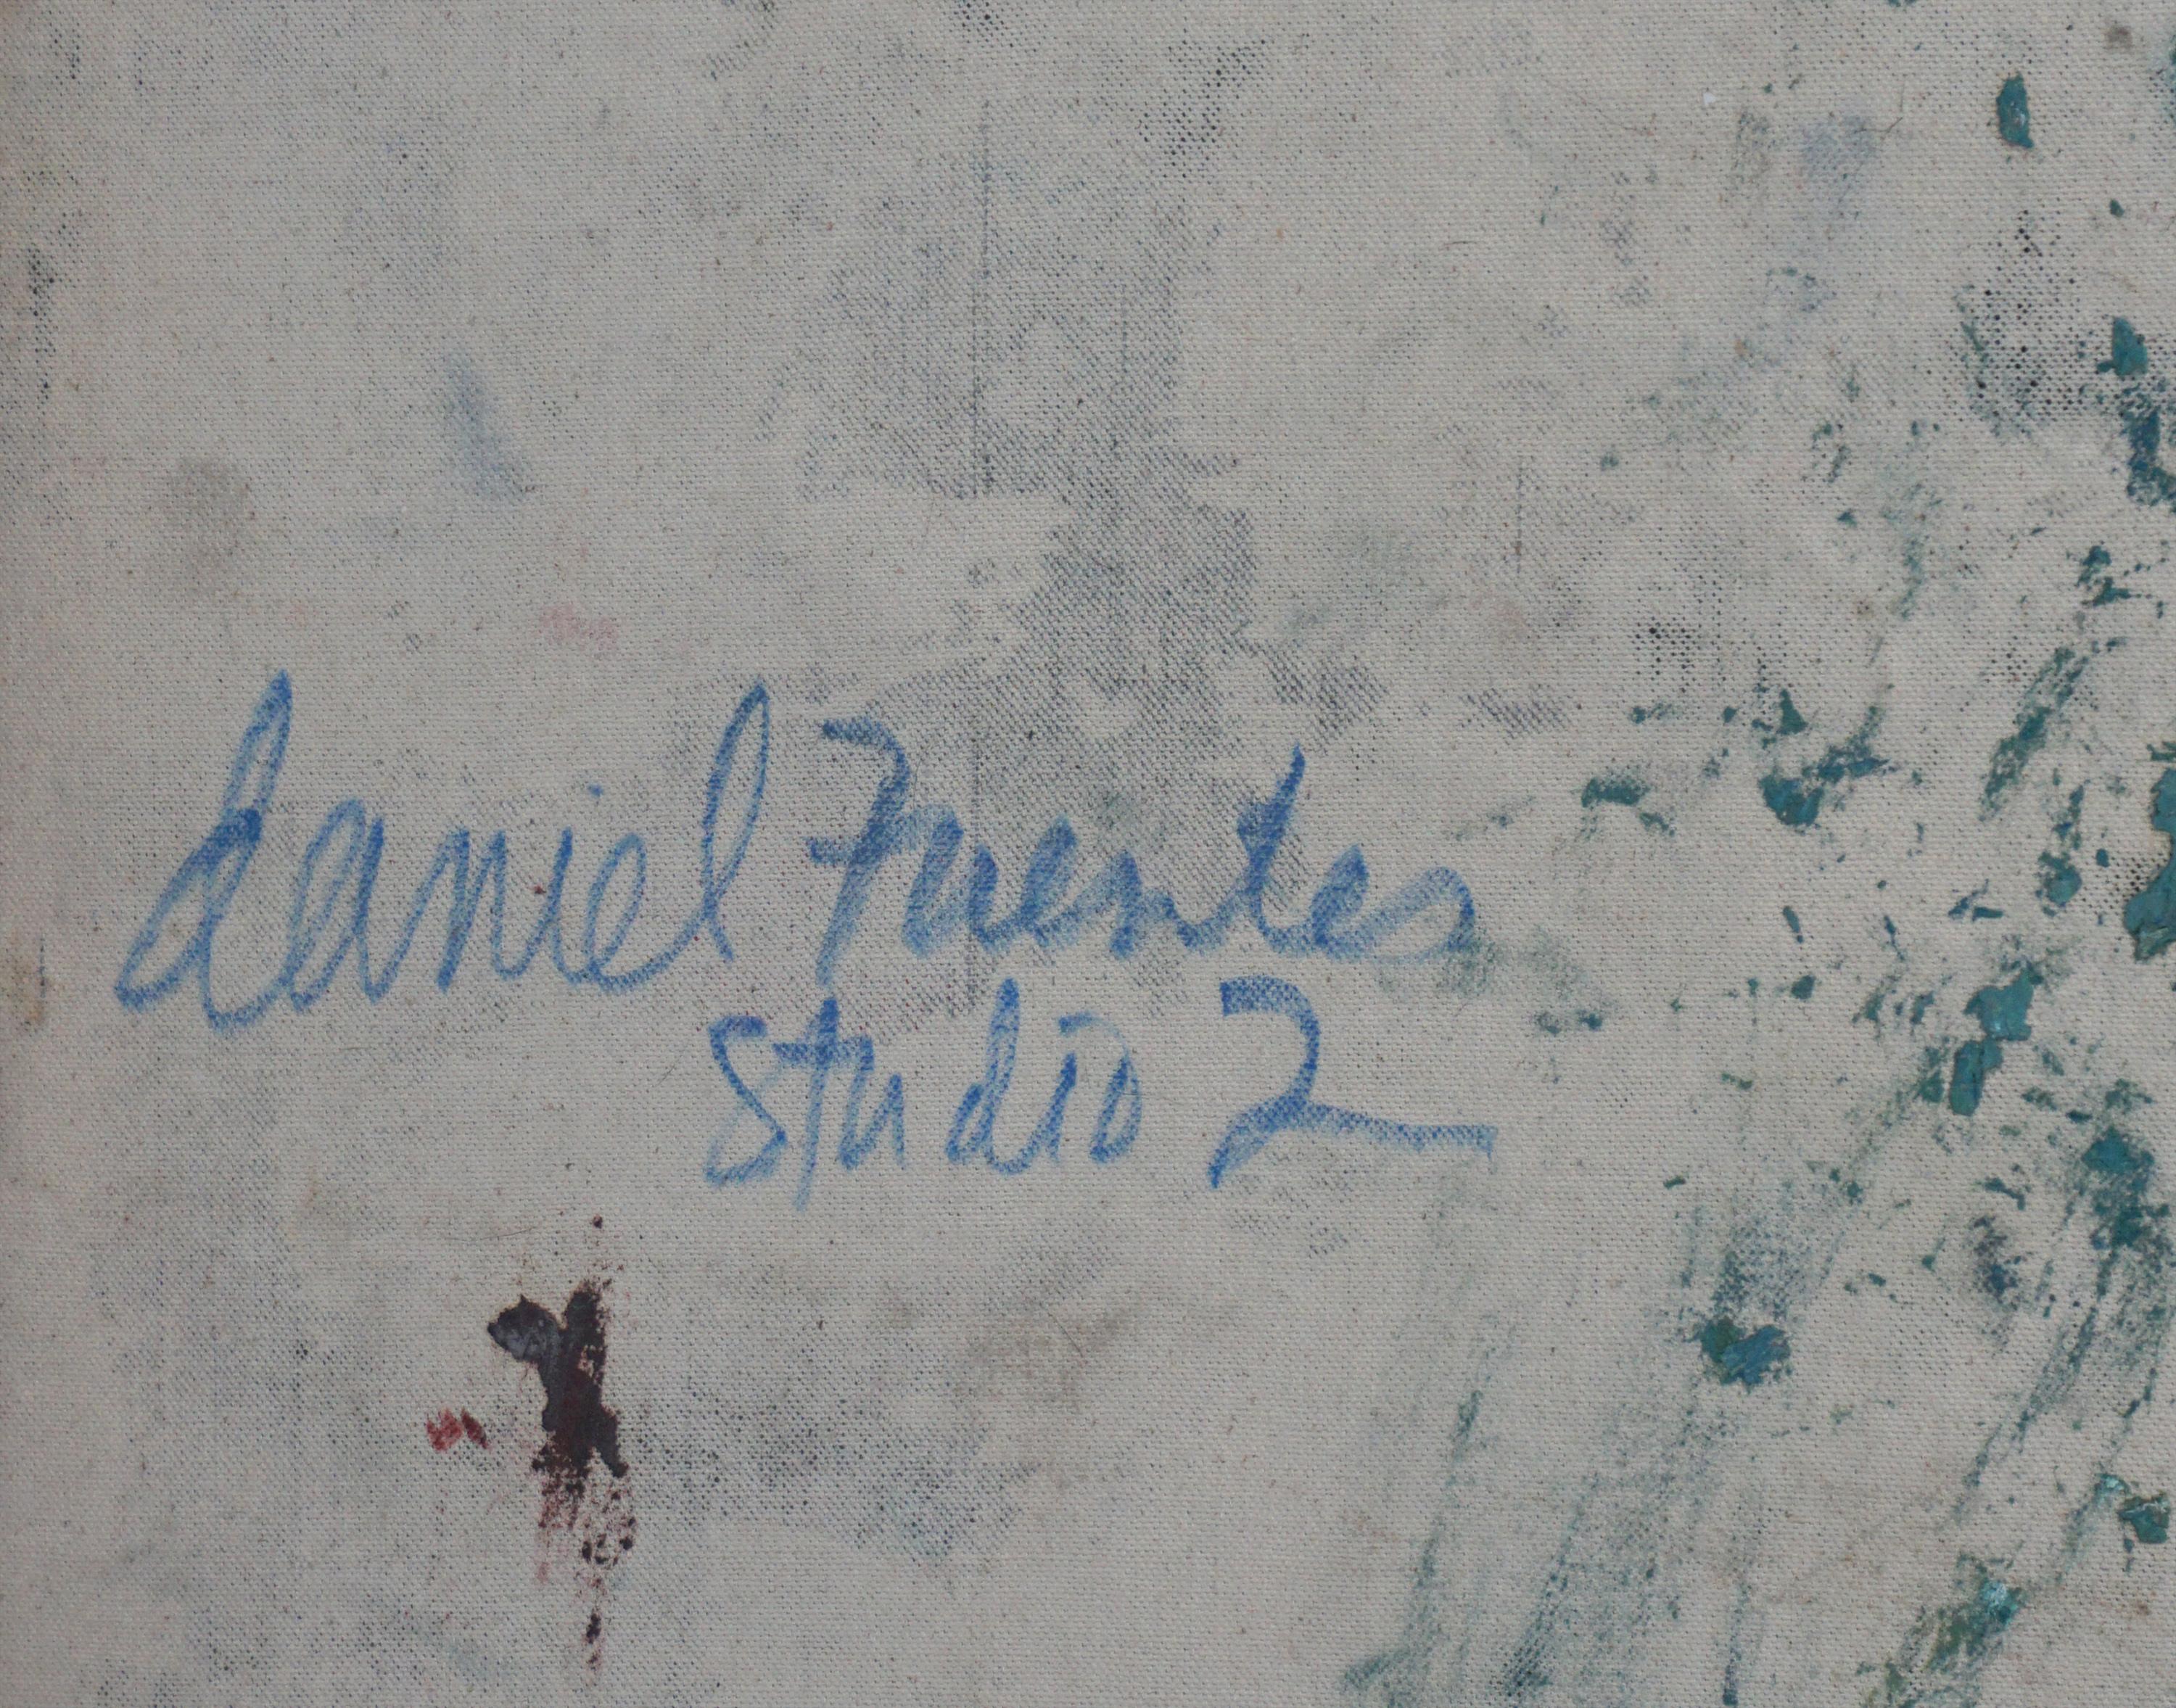 daniel Fuentes
studio 2